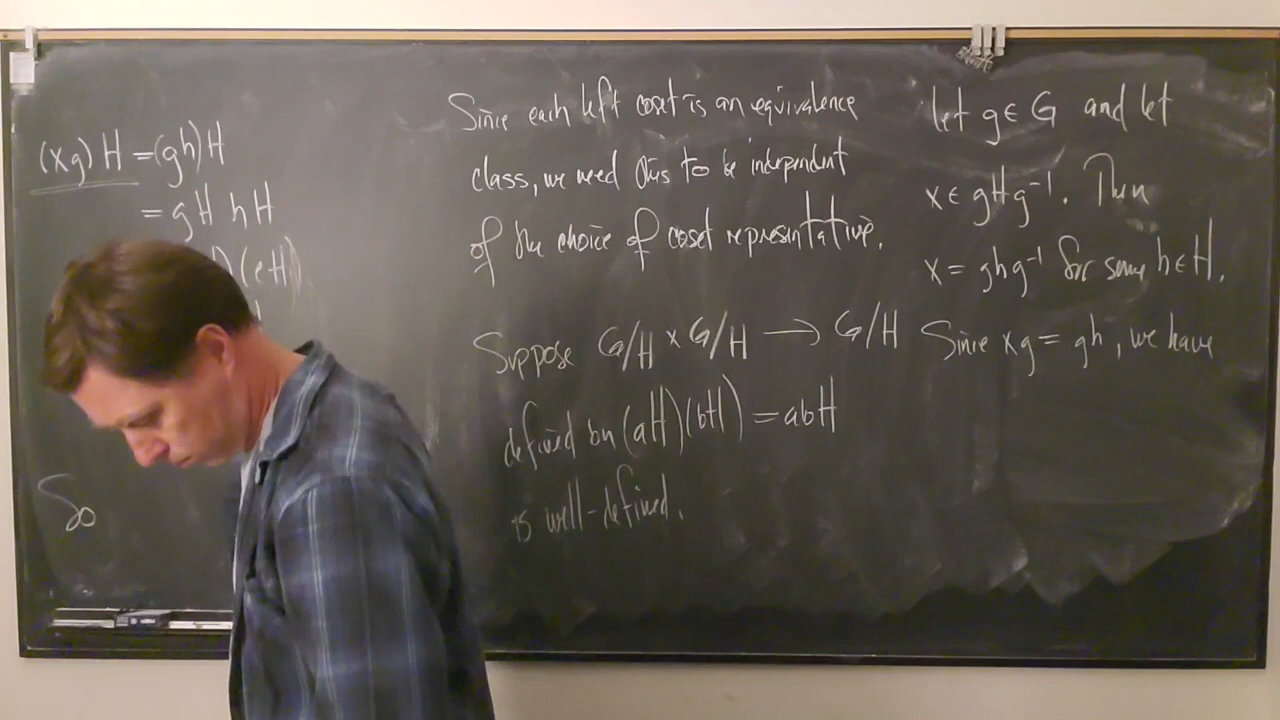 Since each left coset is an equivalence
class, we need this to be independent
of the choice of coset representative.
Suppose G/H × G/H → G/H
defined by (aH)(bH) = abH
is well-defined.
Let g ∈ G and let
x ∈ gHg⁻¹. Then
x = ghg⁻¹ for some h ∈ H.
Since xg = gh, we have
(xg)H = (gh)H
= gH hH
)(eH)
So